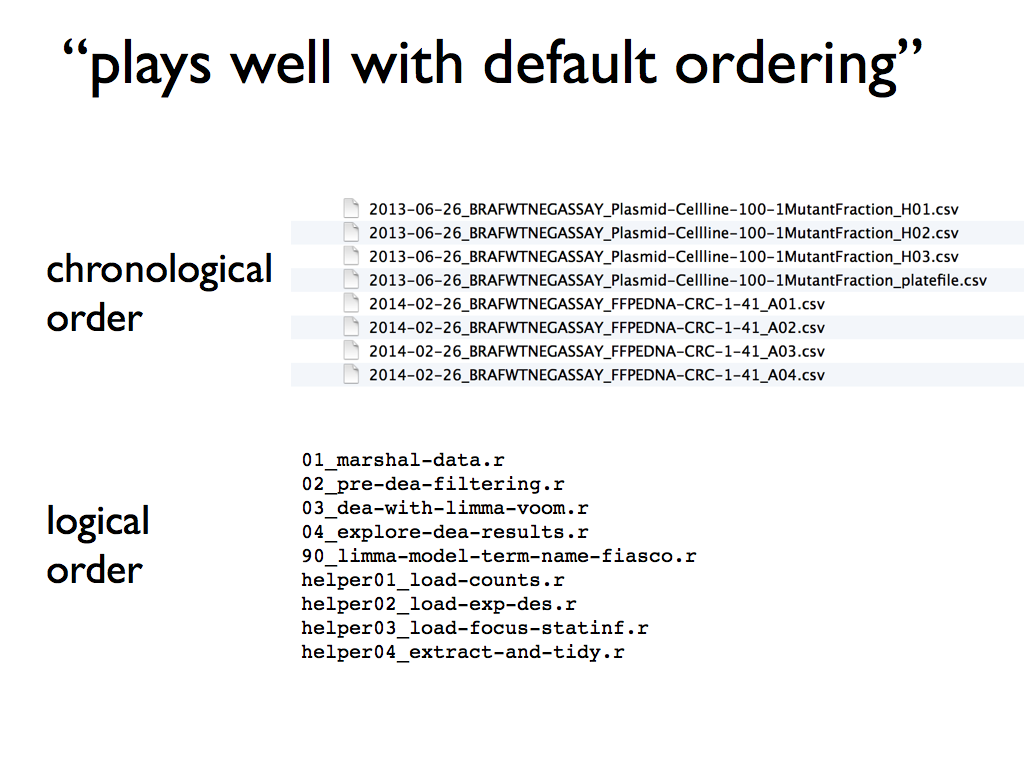 “plays well with default ordering”
chronological
order
2013-06-26_BRAFWTNEGASSAY_Plasmid-Cellline-100-1MutantFraction_H01.csv
2013-06-26_BRAFWTNEGASSAY_Plasmid-Cellline-100-1MutantFraction_H02.csv
2013-06-26_BRAFWTNEGASSAY_Plasmid-Cellline-100-1MutantFraction_H03.csv
2013-06-26_BRAFWTNEGASSAY_Plasmid-Cellline-100-1MutantFraction_platefile.csv
2014-02-26_BRAFWTNEGASSAY_FFPEDNA-CRC-1-41_A01.csv
2014-02-26_BRAFWTNEGASSAY_FFPEDNA-CRC-1-41_A02.csv
2014-02-26_BRAFWTNEGASSAY_FFPEDNA-CRC-1-41_A03.csv
2014-02-26_BRAFWTNEGASSAY_FFPEDNA-CRC-1-41_A04.csv
logical
order
01_marshal-data.r
02_pre-dea-filtering.r
03_dea-with-limma-voom.r
04_explore-dea-results.r
90_limma-model-term-name-fiasco.r
helper01_load-counts.r
helper02_load-exp-des.r
helper03_load-focus-statinf.r
helper04_extract-and-tidy.r